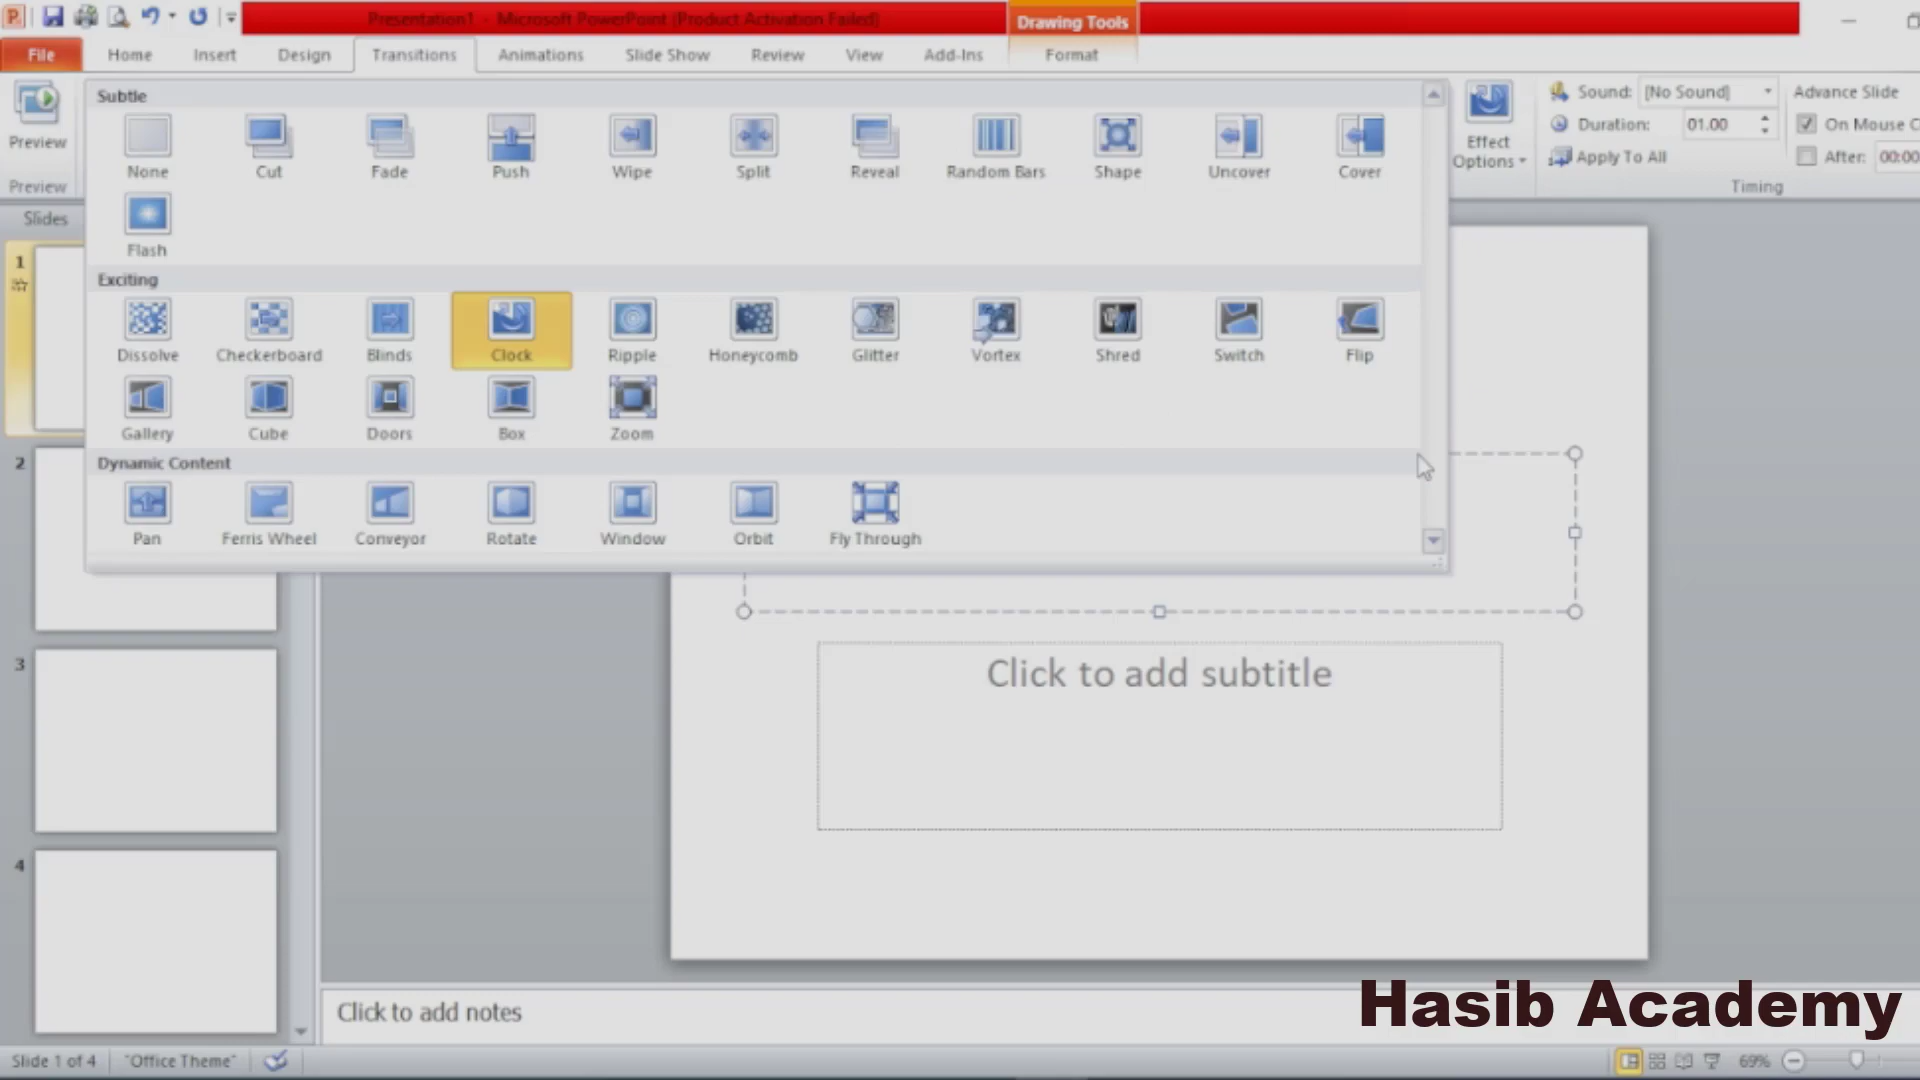 Presentation1 - Microsoft PowerPoint (Product Activation Failed)
Drawing Tools
File Home Insert Design Transitions Animations Slide Show Review View Add-Ins Format
Preview
Preview
Subtle
None Cut Fade Push Wipe Split Reveal Random Bars Shape Uncover Cover
Flash
Exciting
Dissolve Checkerboard Blinds Clock Ripple Honeycomb Glitter Vortex Shred Switch Flip
Gallery Cube Doors Box Zoom
Dynamic Content
Pan Ferris Wheel Conveyor Rotate Window Orbit Fly Through
Effect
Options
Sound: [No Sound] Advance Slide
Duration: 01.00 On Mouse C
Apply To All After: 00:00
Timing
Slides
1
2
3
4
Click to add subtitle
Click to add notes
Hasib Academy
Slide 1 of 4 "Office Theme" 69%